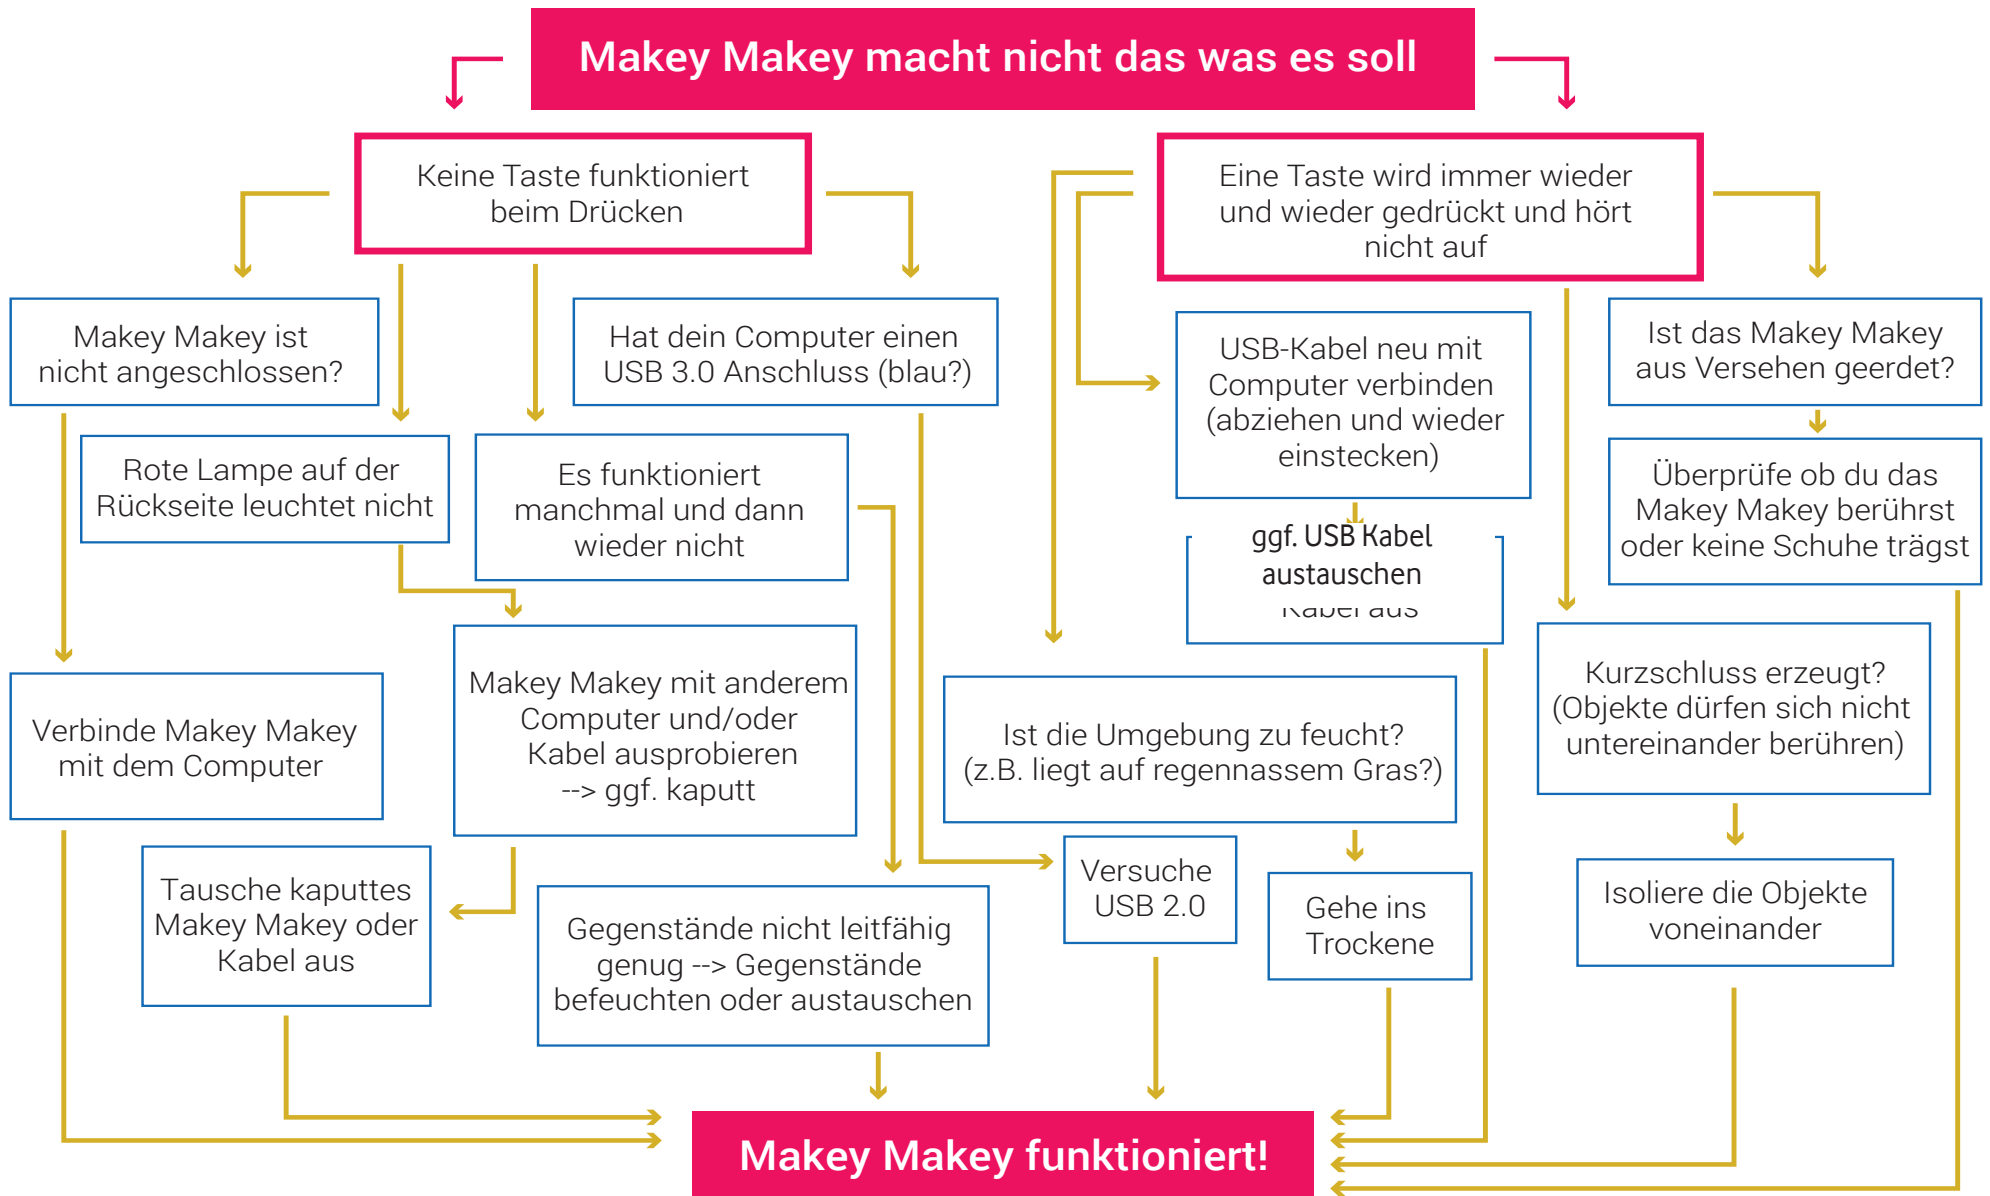 Makey Makey macht nicht das was es soll
Keine Taste funktioniert
beim Drücken
Eine Taste wird immer wieder
und wieder gedrückt und hört
nicht auf
Makey Makey ist
nicht angeschlossen?
Hat dein Computer einen
USB 3.0 Anschluss (blau?)
USB-Kabel neu mit
Computer verbinden
(abziehen und wieder
einstecken)
Ist das Makey Makey
aus Versehen geerdet?
Rote Lampe auf der
Rückseite leuchtet nicht
Es funktioniert
manchmal und dann
wieder nicht
ggf. USB Kabel
austauschen
Kabel aus
Überprüfe ob du das
Makey Makey berührst
oder keine Schuhe trägst
Verbinde Makey Makey
mit dem Computer
Makey Makey mit anderem
Computer und/oder
Kabel ausprobieren
--> ggf. kaputt
Ist die Umgebung zu feucht?
(z.B. liegt auf regennassem Gras?)
Kurzschluss erzeugt?
(Objekte dürfen sich nicht
untereinander berühren)
Tausche kaputtes
Makey Makey oder
Kabel aus
Gegenstände nicht leitfähig
genug --> Gegenstände
befeuchten oder austauschen
Versuche
USB 2.0
Gehe ins
Trockene
Isoliere die Objekte
voneinander
Makey Makey funktioniert!